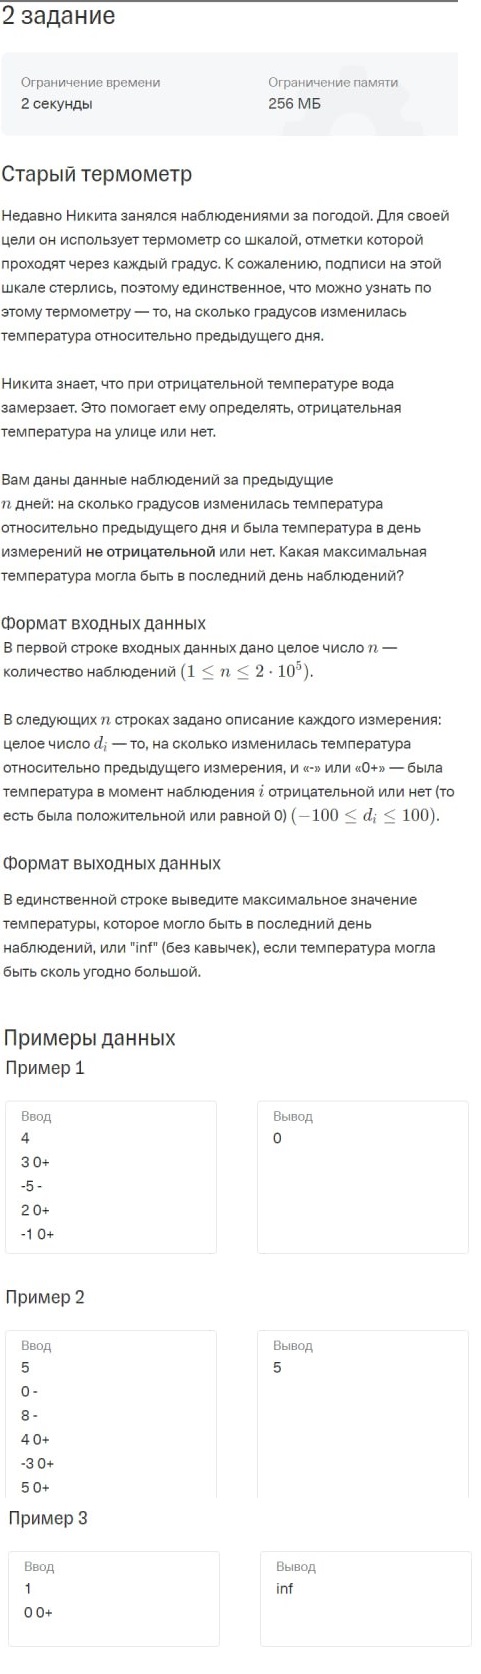 2 задание
Ограничение времени
2 секунды
Ограничение памяти
256 МБ
Старый термометр
Недавно Никита занялся наблюдениями за погодой. Для своей
цели он использует термометр со шкалой, отметки которой
проходят через каждый градус. К сожалению, подписи на этой
шкале стерлись, поэтому единственное, что можно узнать по
этому термометру — то, на сколько градусов изменилась
температура относительно предыдущего дня.
Никита знает, что при отрицательной температуре вода
замерзает. Это помогает ему определять, отрицательная
температура на улице или нет.
Вам даны данные наблюдений за предыдущие
n дней: на сколько градусов изменилась температура
относительно предыдущего дня и была температура в день
измерений не отрицательной или нет. Какая максимальная
температура могла быть в последний день наблюдений?
Формат входных данных
В первой строке входных данных дано целое число n —
количество наблюдений (1 ≤ n ≤ 2 · 10⁵).
В следующих n строках задано описание каждого измерения:
целое число dᵢ — то, на сколько изменилась температура
относительно предыдущего измерения, и «-» или «0+» — была
температура в момент наблюдения i отрицательной или нет (то
есть была положительной или равной 0) (−100 ≤ dᵢ ≤ 100).
Формат выходных данных
В единственной строке выведите максимальное значение
температуры, которое могло быть в последний день
наблюдений, или "inf" (без кавычек), если температура могла
быть сколь угодно большой.
Примеры данных
Пример 1
Ввод
4
3 0+
-5 -
2 0+
-1 0+
Вывод
0
Пример 2
Ввод
5
0 -
8 -
4 0+
-3 0+
5 0+
Вывод
5
Пример 3
Ввод
1
0 0+
Вывод
inf